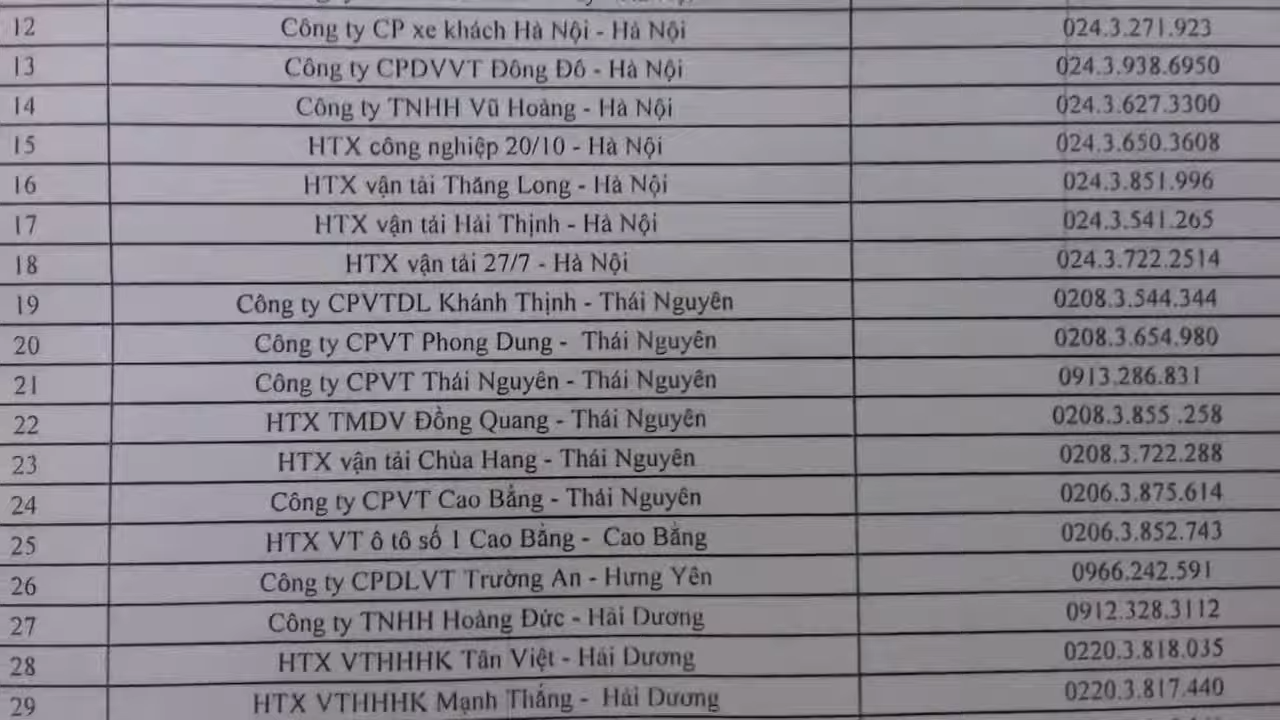 12 Công ty CP xe khách Hà Nội - Hà Nội 024.3.271.923
13 Công ty CPDVVT Đông Đô - Hà Nội 024.3.938.6950
14 Công ty TNHH Vũ Hoàng - Hà Nội 024.3.627.3300
15 HTX công nghiệp 20/10 - Hà Nội 024.3.650.3608
16 HTX vận tải Thăng Long - Hà Nội 024.3.851.996
17 HTX vận tải Hải Thịnh - Hà Nội 024.3.541.265
18 HTX vận tải 27/7 - Hà Nội 024.3.722.2514
19 Công ty CPVTDL Khánh Thịnh - Thái Nguyên 0208.3.544.344
20 Công ty CPVT Phong Dung - Thái Nguyên 0208.3.654.980
21 Công ty CPVT Thái Nguyên - Thái Nguyên 0913.286.831
22 HTX TMDV Đồng Quang - Thái Nguyên 0208.3.855 .258
23 HTX vận tải Chùa Hang - Thái Nguyên 0208.3.722.288
24 Công ty CPVT Cao Bằng - Thái Nguyên 0206.3.875.614
25 HTX VT ô tô số 1 Cao Bằng - Cao Bằng 0206.3.852.743
26 Công ty CPDLVT Trường An - Hưng Yên 0966.242.591
27 Công ty TNHH Hoàng Đức - Hải Dương 0912.328.3112
28 HTX VTHHHK Tân Việt - Hải Dương 0220.3.818.035
29 HTX VTHHHK Mạnh Thắng - Hải Dương 0220.3.817.440